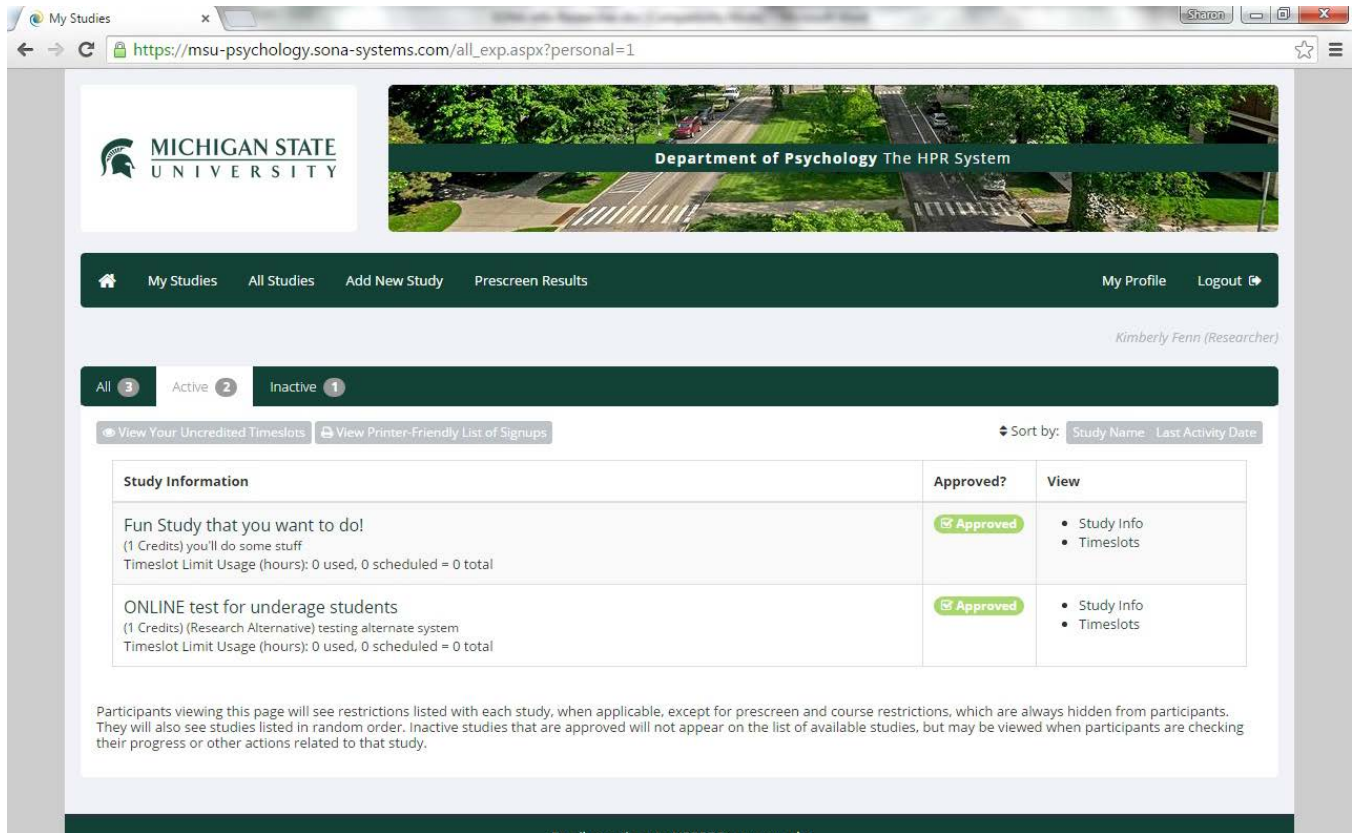 My Studies
Sharon
https://msu-psychology.sona-systems.com/all_exp.aspx?personal=1
MICHIGAN STATE
UNIVERSITY
Department of Psychology The HPR System
My Studies All Studies Add New Study Prescreen Results My Profile Logout
Kimberly Fenn (Researcher)
All 3 Active 2 Inactive 1
View Your Uncredited Timeslots View Printer-Friendly List of Signups Sort by: Study Name Last Activity Date
Study Information Approved? View
Fun Study that you want to do! Approved • Study Info
(1 Credits) you'll do some stuff • Timeslots
Timeslot Limit Usage (hours): 0 used, 0 scheduled = 0 total
ONLINE test for underage students Approved • Study Info
(1 Credits) (Research Alternative) testing alternate system • Timeslots
Timeslot Limit Usage (hours): 0 used, 0 scheduled = 0 total
Participants viewing this page will see restrictions listed with each study, when applicable, except for prescreen and course restrictions, which are always hidden from participants.
They will also see studies listed in random order. Inactive studies that are approved will not appear on the list of available studies, but may be viewed when participants are checking
their progress or other actions related to that study.